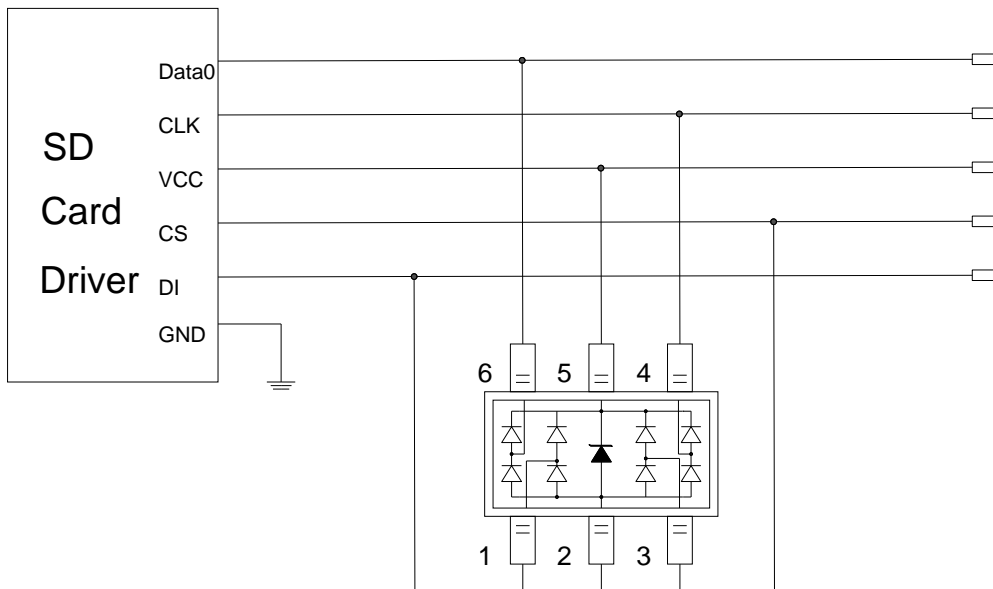 Data0
CLK
SD
VCC
Card
CS
Driver
DI
GND
6 5 4
1 2 3